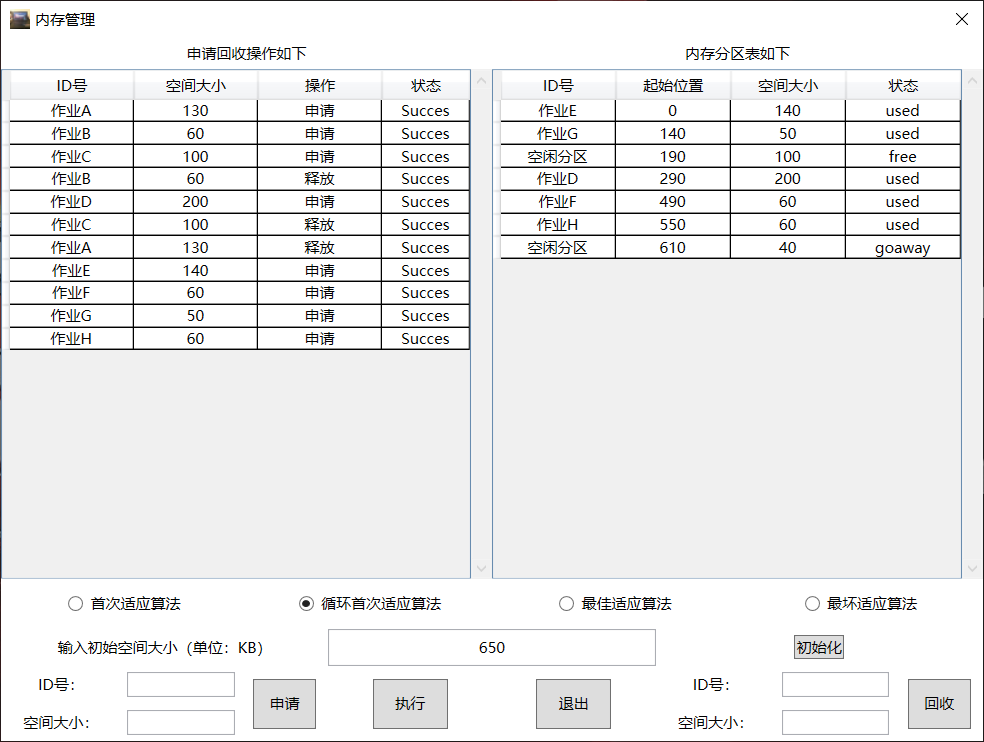 内存管理
申请回收操作如下
ID号 空间大小 操作 状态
作业A 130 申请 Succes
作业B 60 申请 Succes
作业C 100 申请 Succes
作业B 60 释放 Succes
作业D 200 申请 Succes
作业C 100 释放 Succes
作业A 130 释放 Succes
作业E 140 申请 Succes
作业F 60 申请 Succes
作业G 50 申请 Succes
作业H 60 申请 Succes
内存分区表如下
ID号 起始位置 空间大小 状态
作业E 0 140 used
作业G 140 50 used
空闲分区 190 100 free
作业D 290 200 used
作业F 490 60 used
作业H 550 60 used
空闲分区 610 40 goaway
首次适应算法 循环首次适应算法 最佳适应算法 最坏适应算法
输入初始空间大小（单位：KB） 650 初始化
ID号：
空间大小：
申请
执行
退出
ID号：
空间大小：
回收